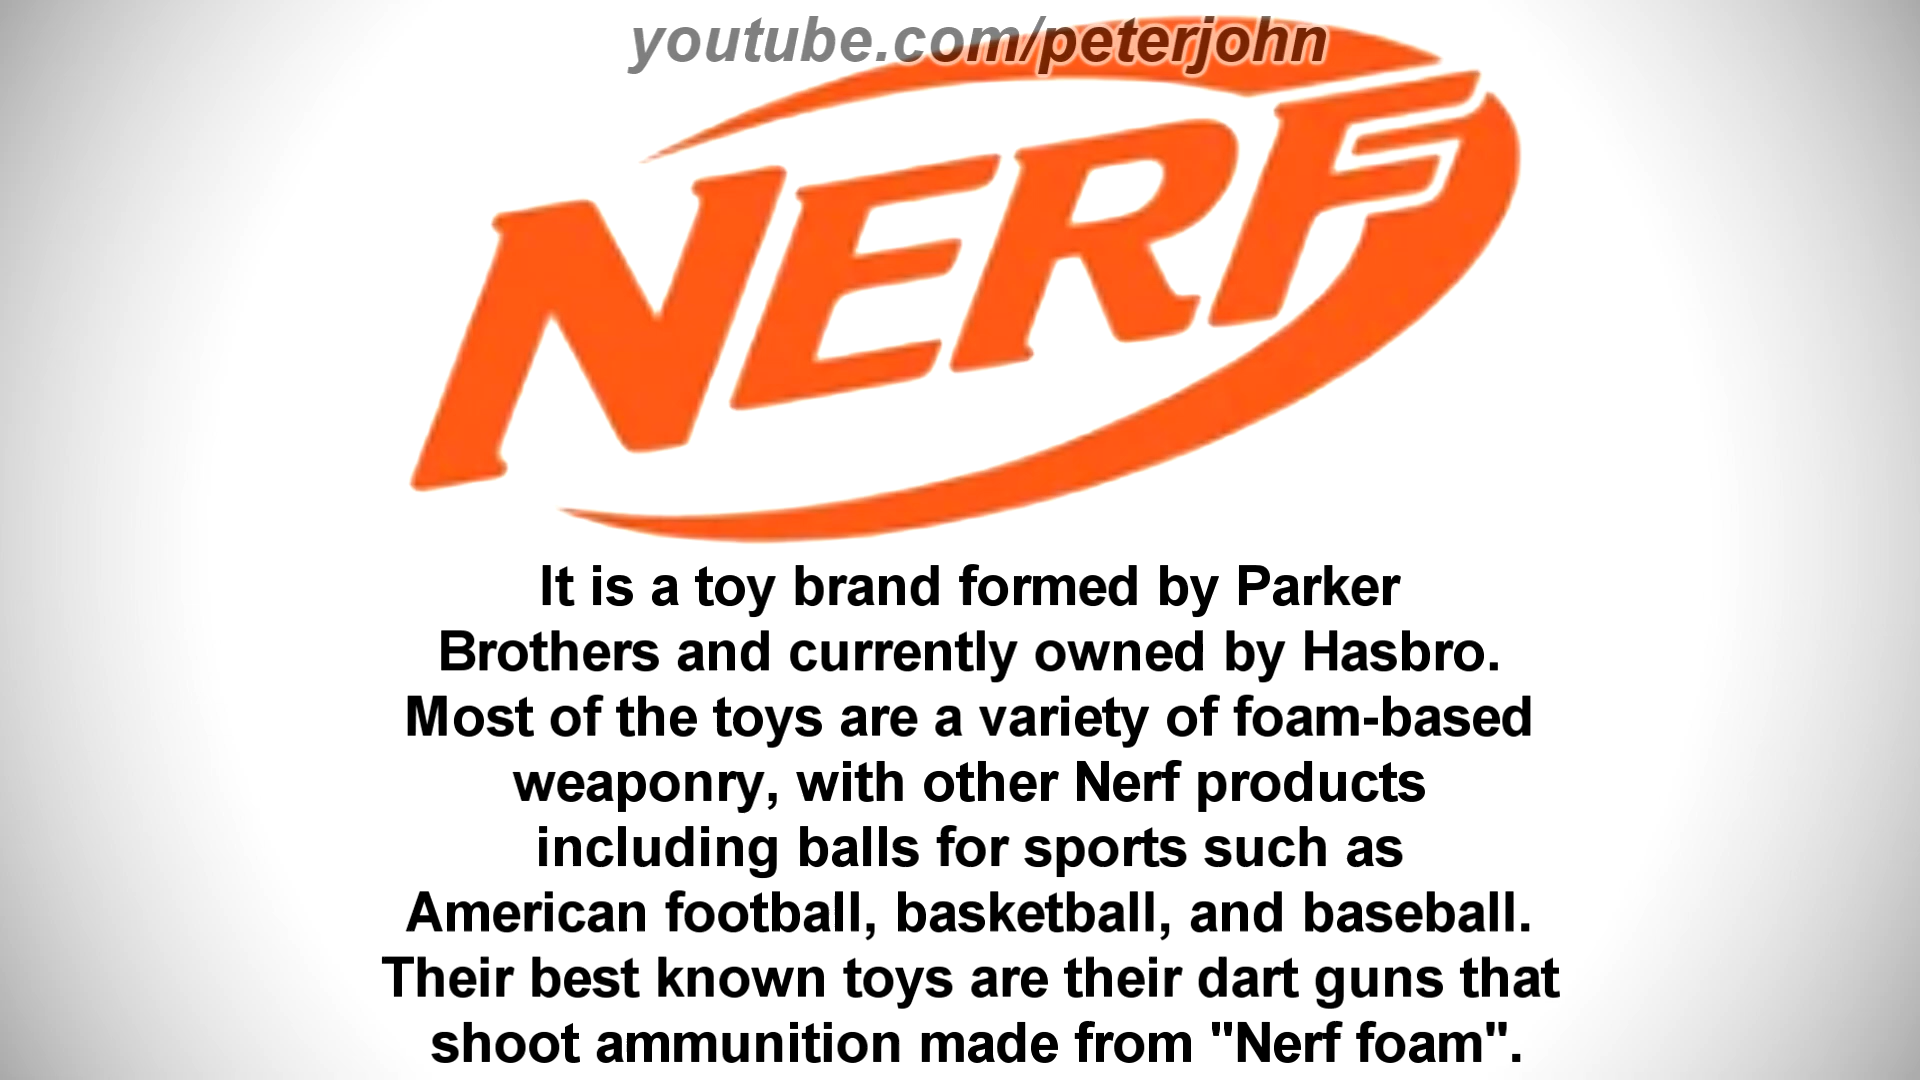 youtube.com/peterjohn
NERF
It is a toy brand formed by Parker
Brothers and currently owned by Hasbro.
Most of the toys are a variety of foam-based
weaponry, with other Nerf products
including balls for sports such as
American football, basketball, and baseball.
Their best known toys are their dart guns that
shoot ammunition made from "Nerf foam".